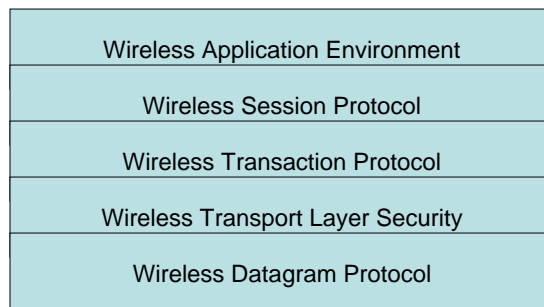 Wireless Application Environment
Wireless Session Protocol
Wireless Transaction Protocol
Wireless Transport Layer Security
Wireless Datagram Protocol